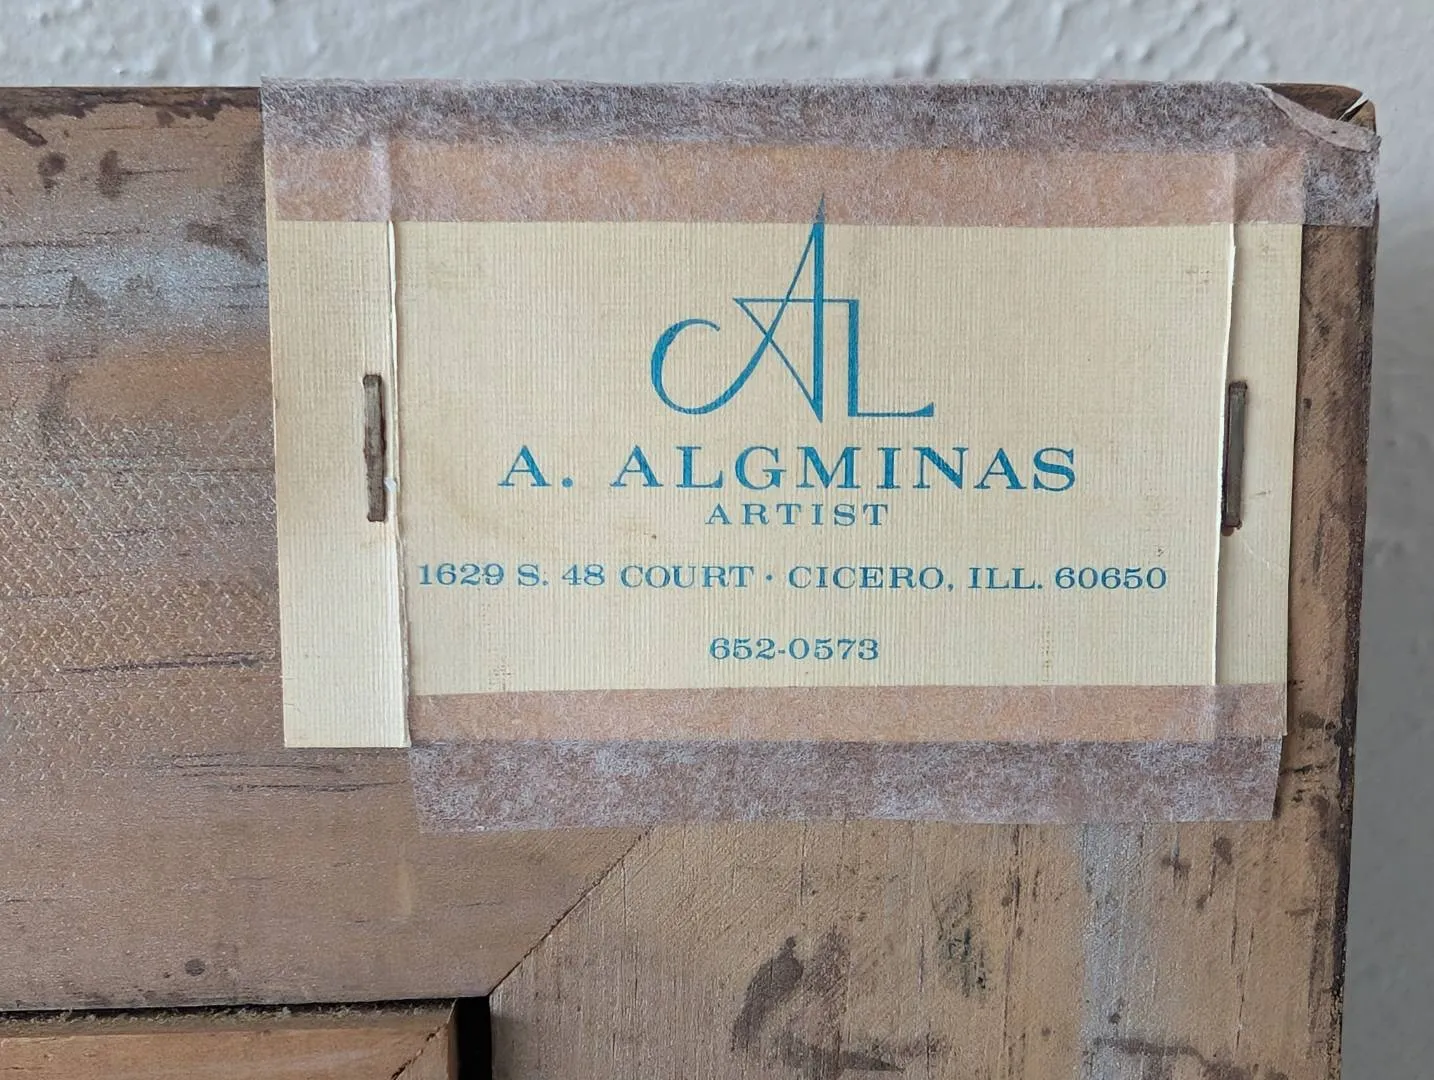 AL
A. ALGMINAS
ARTIST
1629 S. 48 COURT · CICERO, ILL. 60650
652-0573